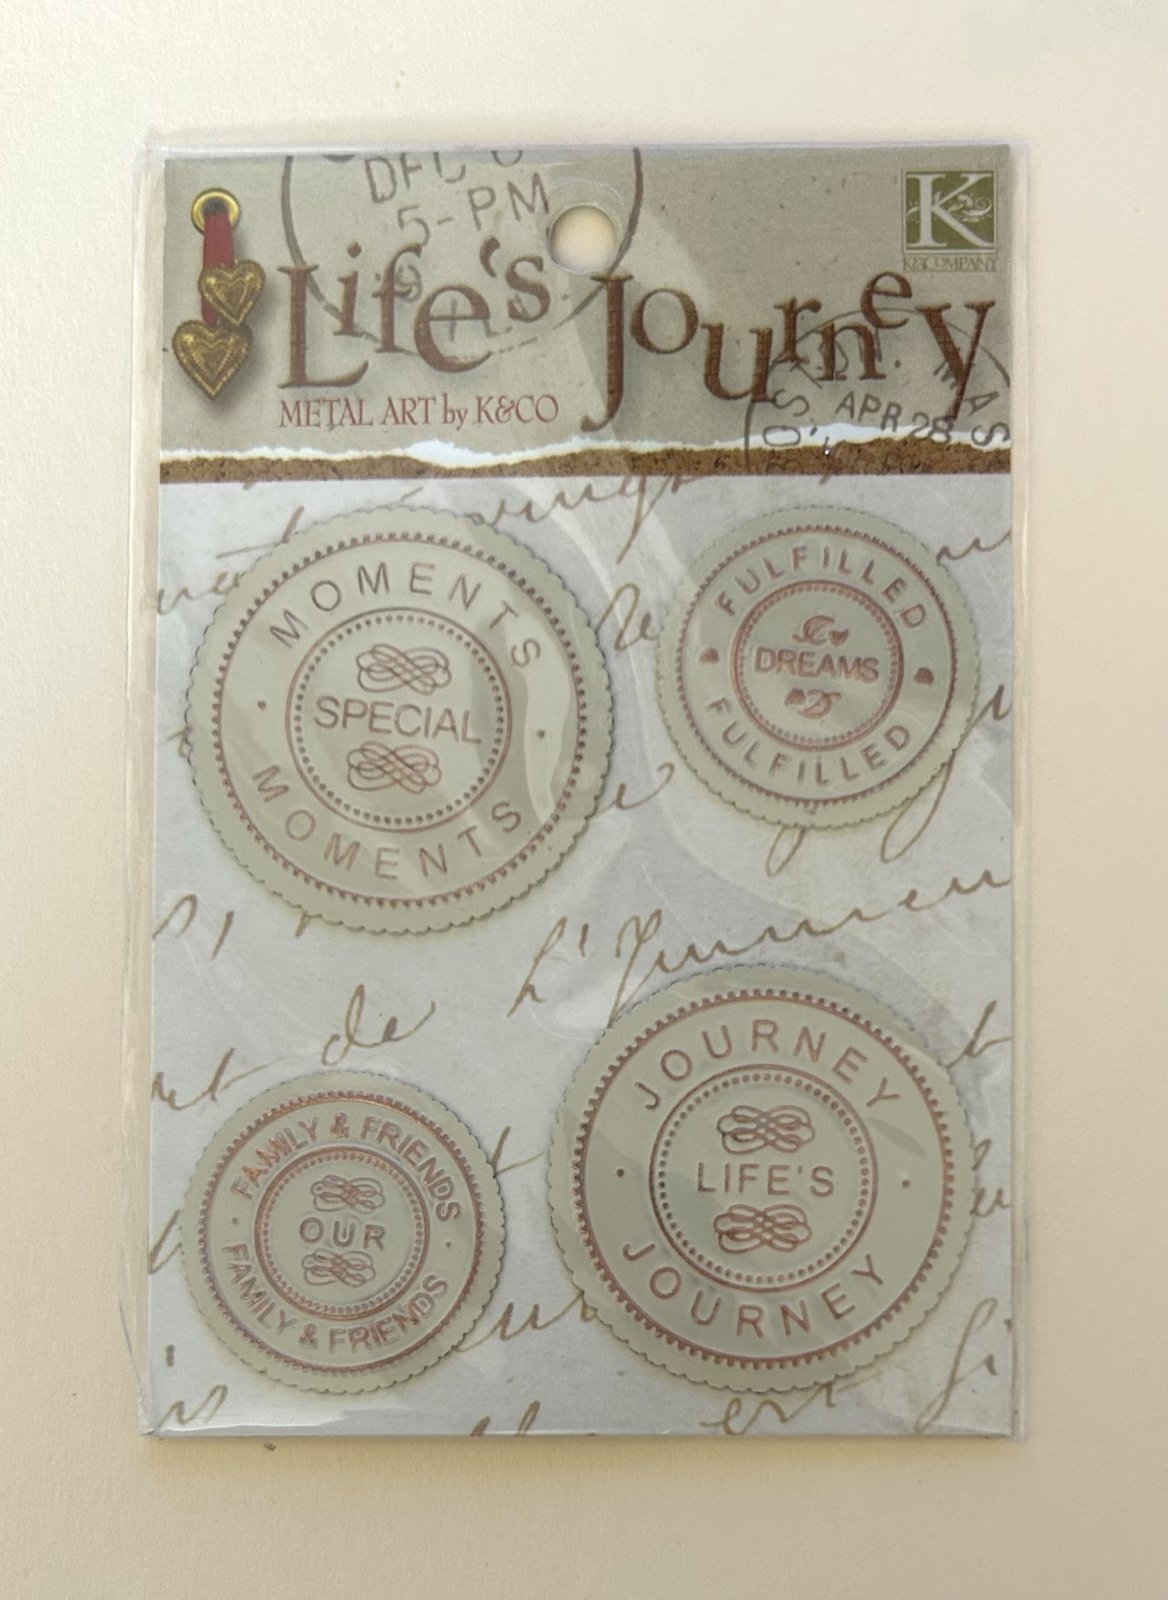 5-PM
K
K&COMPANY
Life's Journey
METAL ART by K&CO
APR 28
MOMENTS
SPECIAL
MOMENTS
FULFILLED
DREAMS
FULFILLED
de l'
JOURNEY
LIFE'S
JOURNEY
FAMILY & FRIENDS
OUR
FAMILY & FRIENDS